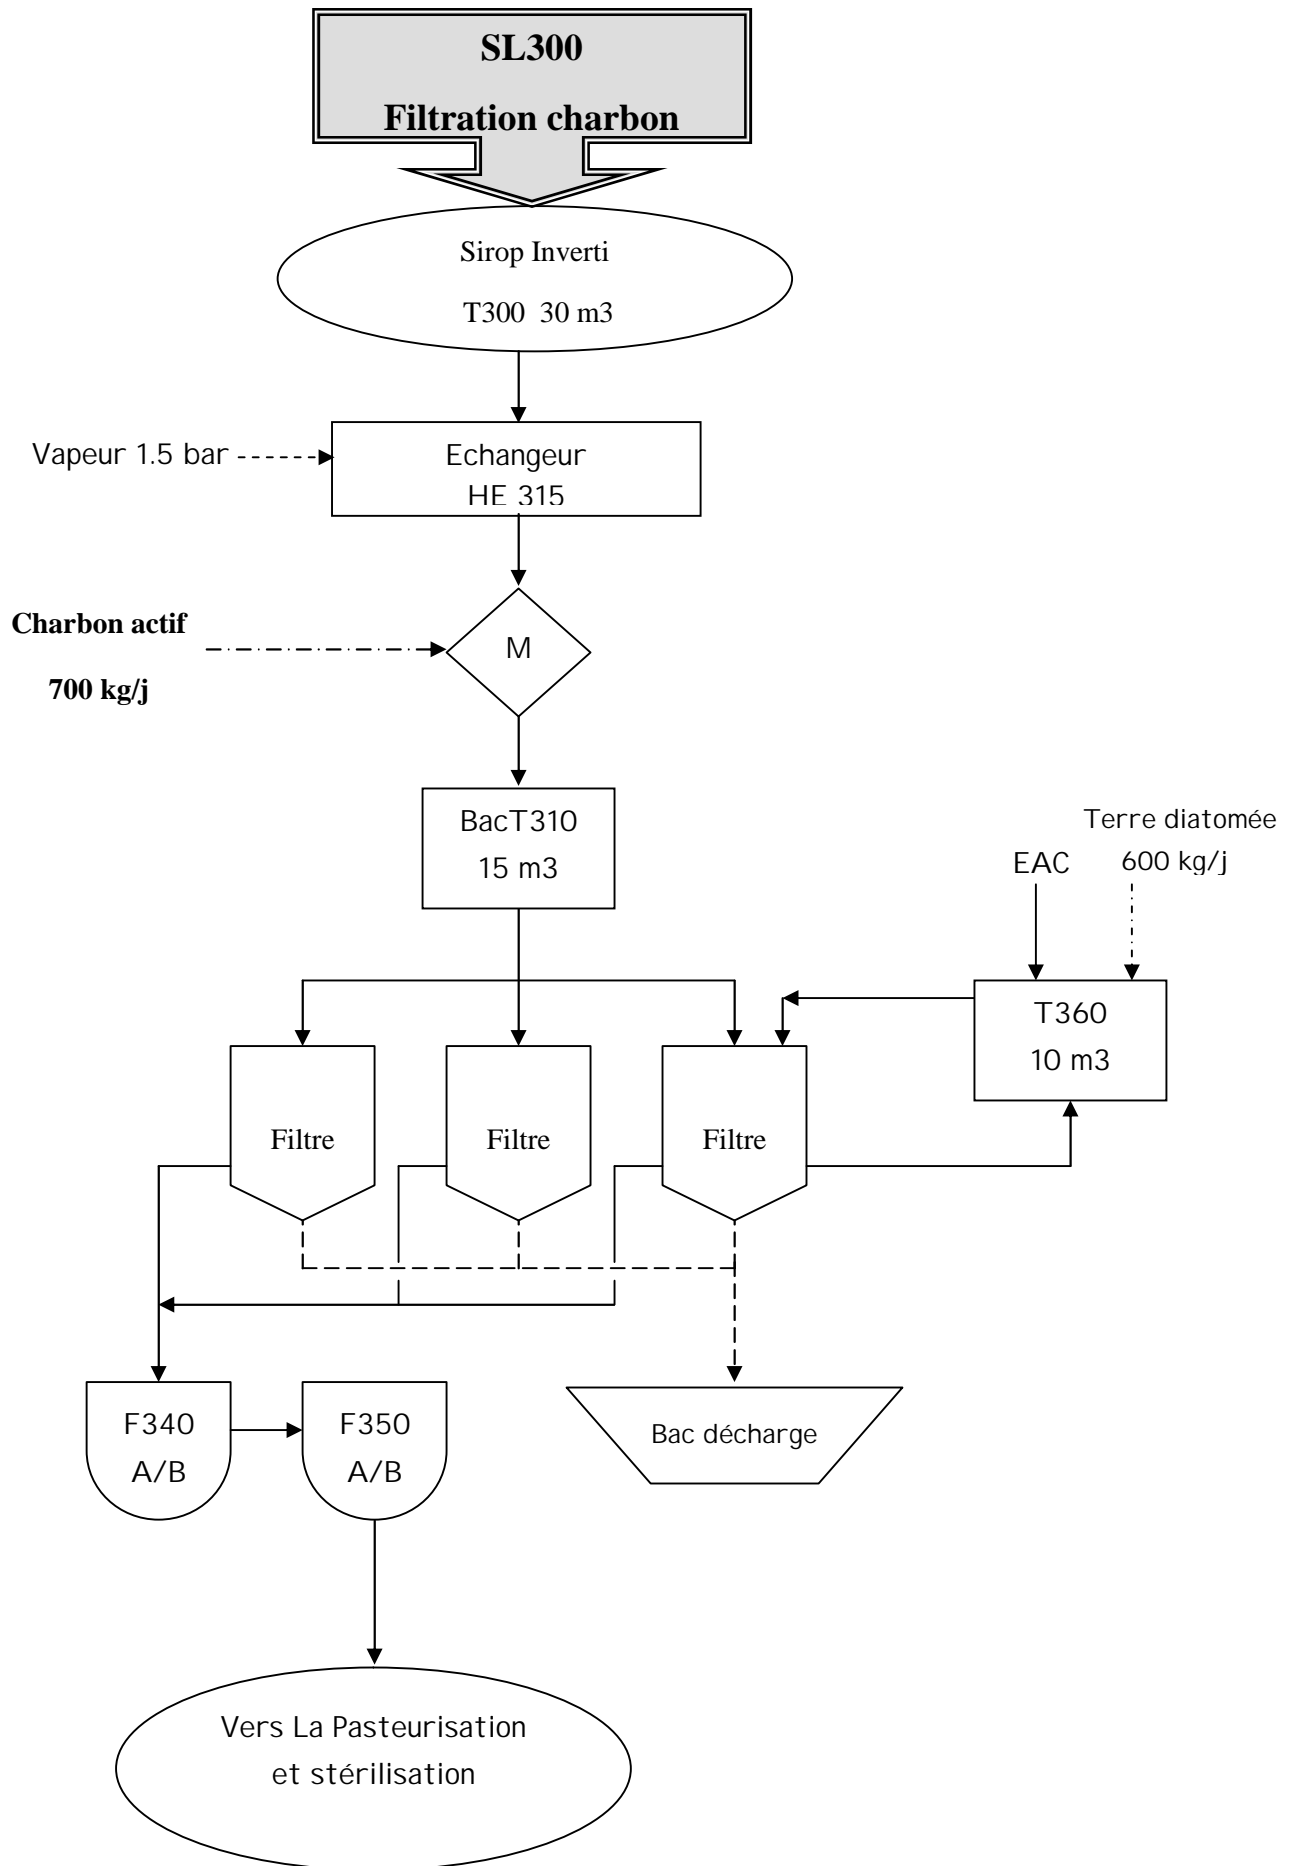 SL300
Filtration charbon
Sirop Inverti
T300 30 m3
Vapeur 1.5 bar
Echangeur
HE 315
Charbon actif
700 kg/j
M
BacT310
15 m3
Terre diatomée
600 kg/j
EAC
T360
10 m3
Filtre
Filtre
Filtre
F340
A/B
F350
A/B
Bac décharge
Vers La Pasteurisation
et stérilisation